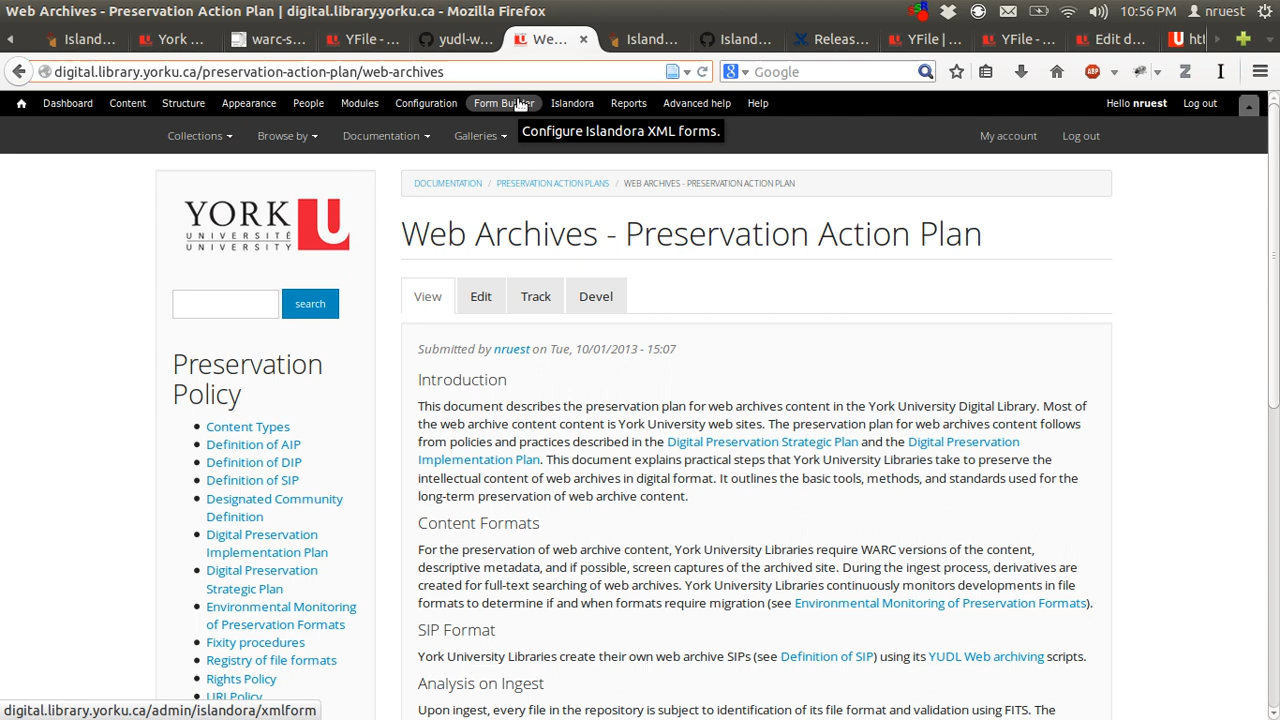 Web Archives - Preservation Action Plan | digital.library.yorku.ca - Mozilla Firefox
10:56 PM nruest
Island... York ... warc-s... YFile -... yudl-w... We... Island... Island... Releas... YFile |... YFile -... Edit d... htt
digital.library.yorku.ca/preservation-action-plan/web-archives
Google
ABP
Dashboard Content Structure Appearance People Modules Configuration Form Builder Islandora Reports Advanced help Help Hello nruest Log out
Collections Browse by Documentation Galleries My account Log out
Configure Islandora XML forms.
DOCUMENTATION / PRESERVATION ACTION PLANS / WEB ARCHIVES - PRESERVATION ACTION PLAN
YORK U
UNIVERSITÉ
UNIVERSITY
Web Archives - Preservation Action Plan
search
View Edit Track Devel
Preservation
Policy
Content Types
Definition of AIP
Definition of DIP
Definition of SIP
Designated Community
Definition
Digital Preservation
Implementation Plan
Digital Preservation
Strategic Plan
Environmental Monitoring
of Preservation Formats
Fixity procedures
Registry of file formats
Rights Policy
URI Policy
Submitted by nruest on Tue, 10/01/2013 - 15:07
Introduction
This document describes the preservation plan for web archives content in the York University Digital Library. Most of
the web archive content content is York University web sites. The preservation plan for web archives content follows
from policies and practices described in the Digital Preservation Strategic Plan and the Digital Preservation
Implementation Plan. This document explains practical steps that York University Libraries take to preserve the
intellectual content of web archives in digital format. It outlines the basic tools, methods, and standards used for the
long-term preservation of web archive content.
Content Formats
For the preservation of web archive content, York University Libraries require WARC versions of the content,
descriptive metadata, and if possible, screen captures of the archived site. During the ingest process, derivatives are
created for full-text searching of web archives. York University Libraries continuously monitors developments in file
formats to determine if and when formats require migration (see Environmental Monitoring of Preservation Formats).
SIP Format
York University Libraries create their own web archive SIPs (see Definition of SIP) using its YUDL Web archiving scripts.
Analysis on Ingest
Upon ingest, every file in the repository is subject to identification of its file format and validation using FITS. The
digital.library.yorku.ca/admin/islandora/xmlform